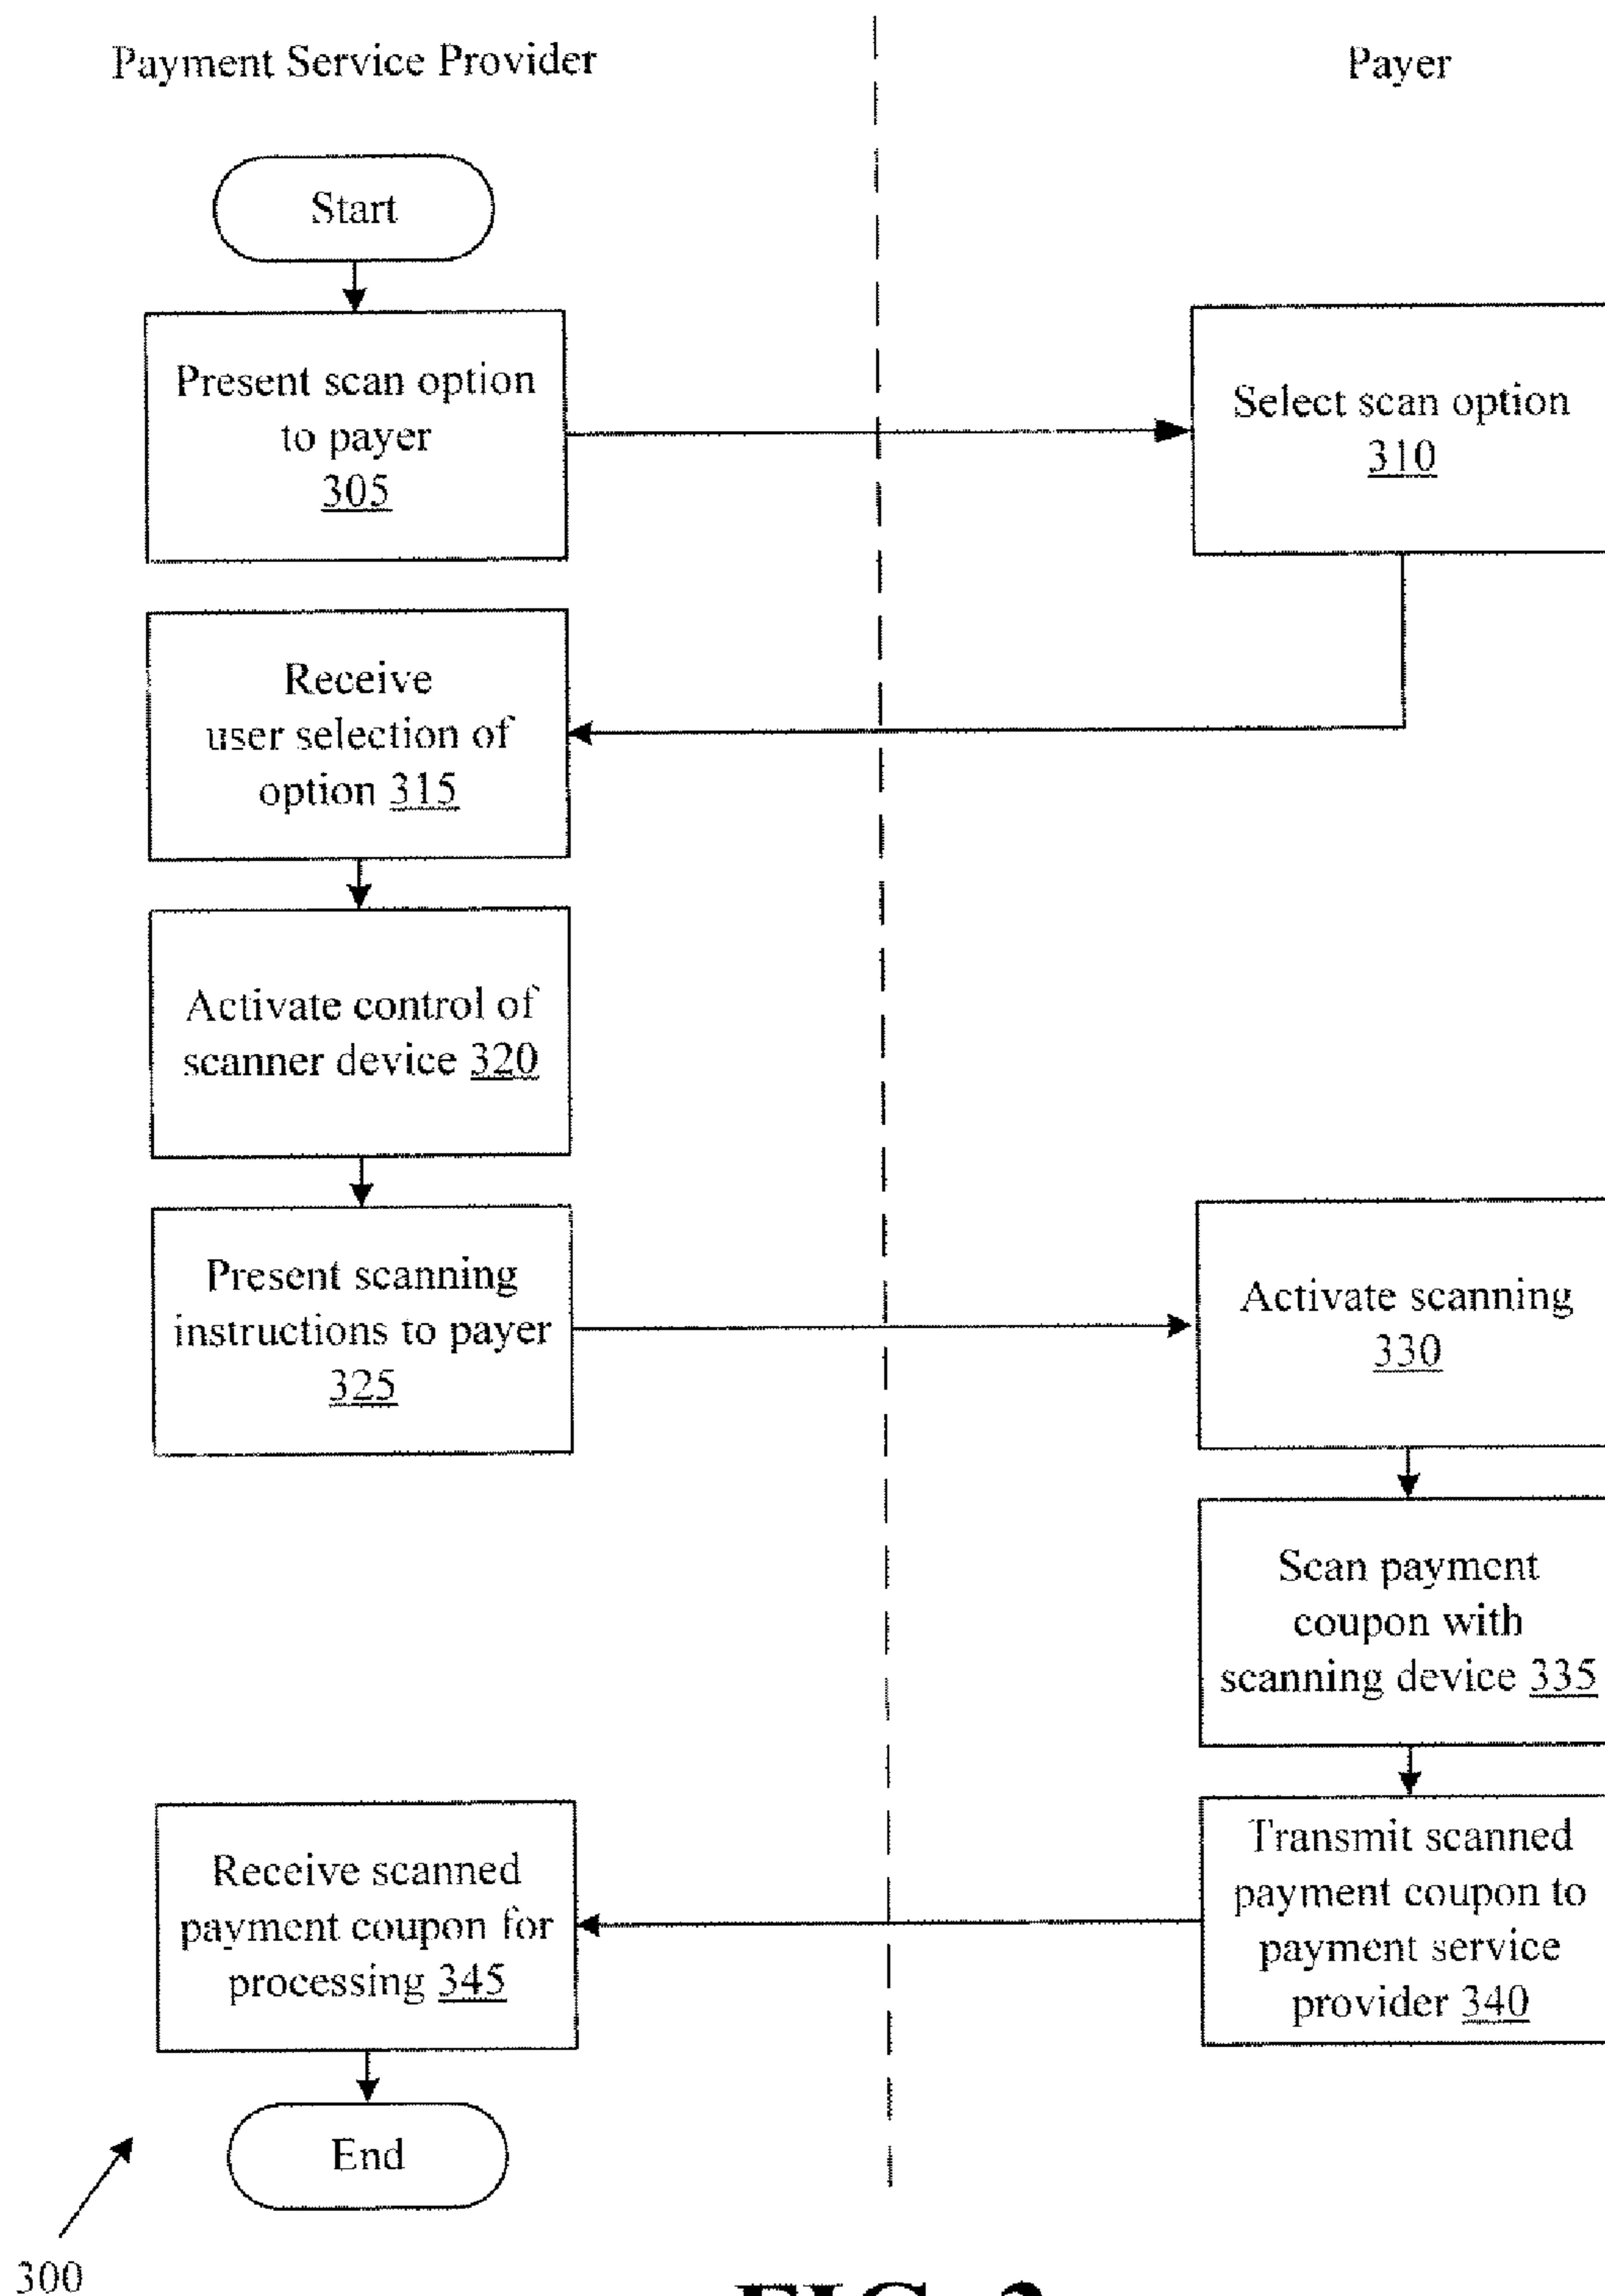 Payment Service Provider
Payer
Start
Present scan option
to payer
305
Select scan option
310
Receive
user selection of
option 315
Activate control of
scanner device 320
Present scanning
instructions to payer
325
Activate scanning
330
Scan payment
coupon with
scanning device 335
Transmit scanned
payment coupon to
payment service
provider 340
Receive scanned
payment coupon for
processing 345
End
300